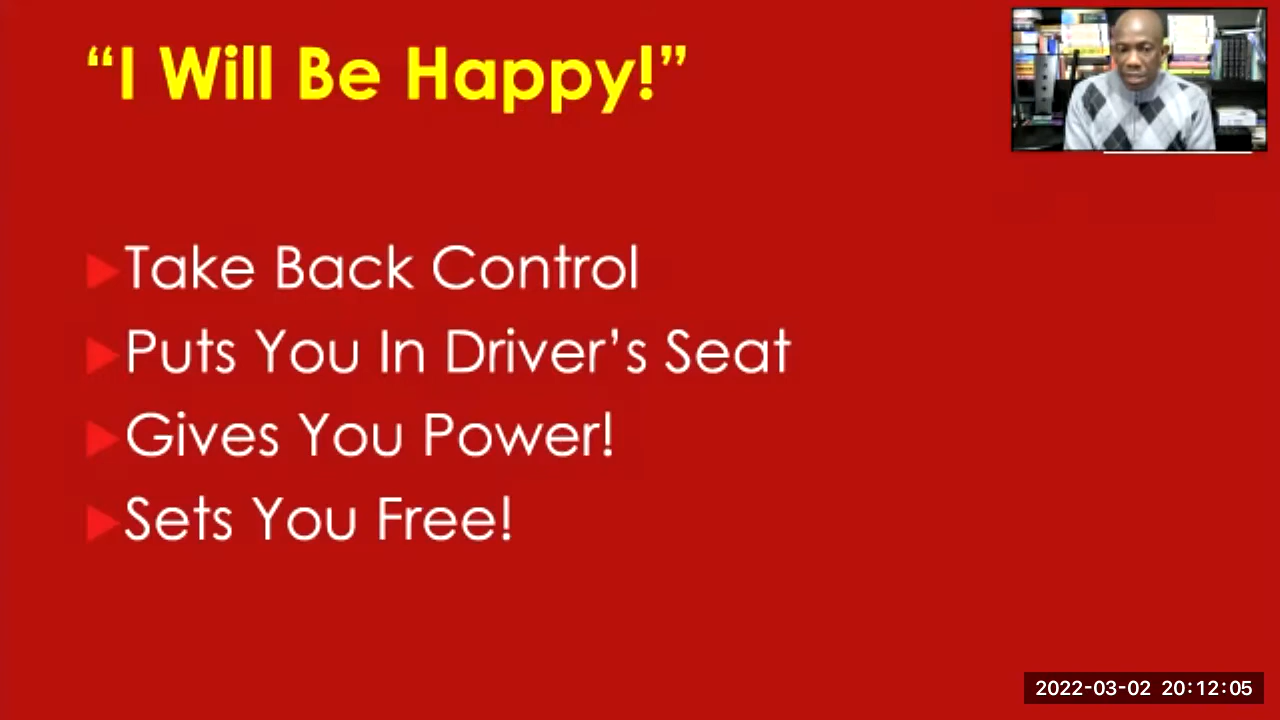 “I Will Be Happy!”
Take Back Control
Puts You In Driver’s Seat
Gives You Power!
Sets You Free!
2022-03-02 20:12:05